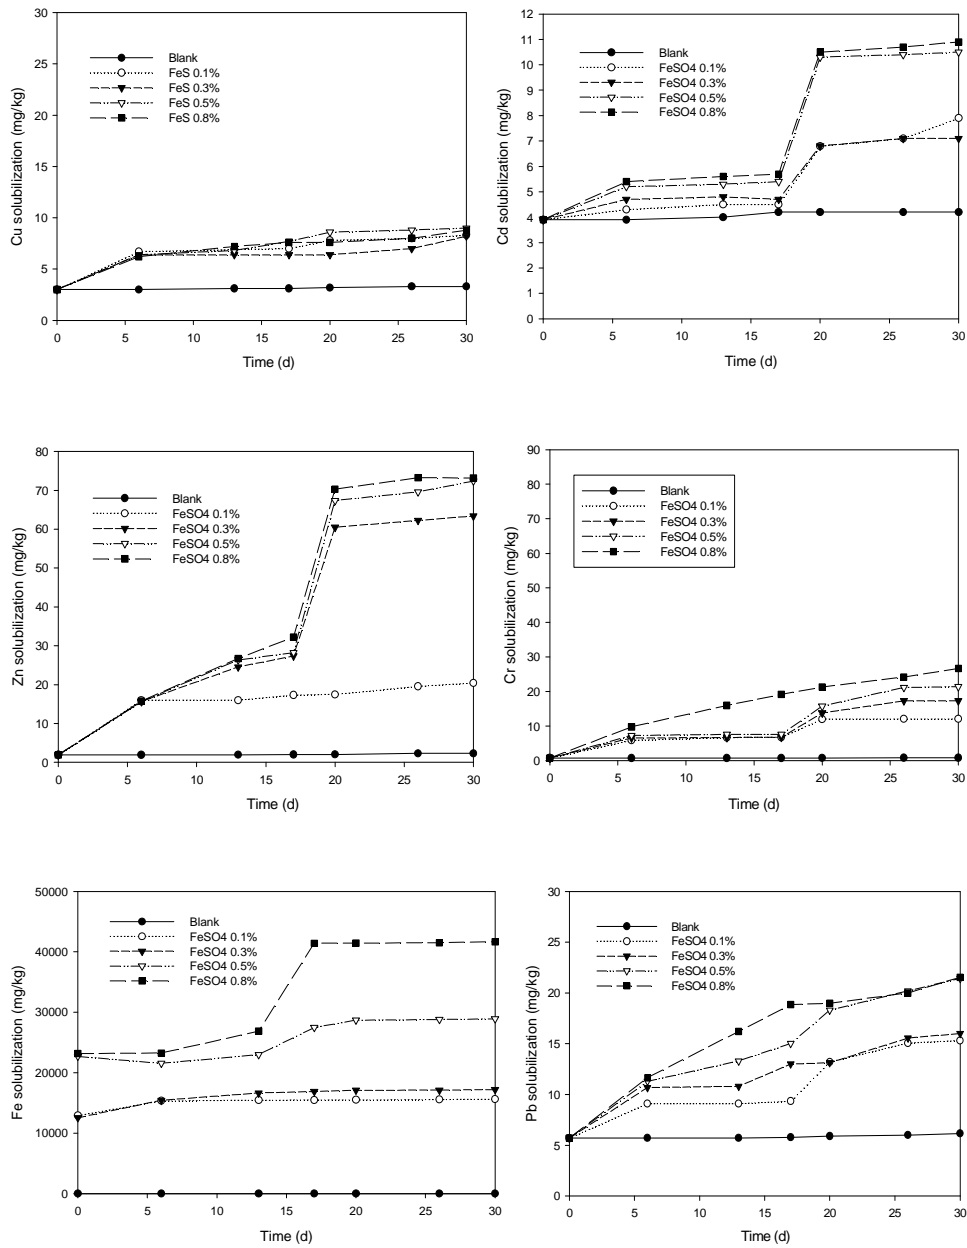 Cu solubilization (mg/kg)
30
25
20
15
10
5
0
Blank
FeS 0.1%
FeS 0.3%
FeS 0.5%
FeS 0.8%
0 5 10 15 20 25 30
Time (d)
Cd solubilization (mg/kg)
12
11
10
9
8
7
6
5
4
3
2
1
0
Blank
FeSO4 0.1%
FeSO4 0.3%
FeSO4 0.5%
FeSO4 0.8%
0 5 10 15 20 25 30
Time (d)
Zn solubilization (mg/kg)
80
70
60
50
40
30
20
10
0
Blank
FeSO4 0.1%
FeSO4 0.3%
FeSO4 0.5%
FeSO4 0.8%
0 5 10 15 20 25 30
Time (d)
Cr solubilization (mg/kg)
90
80
70
60
50
40
30
20
10
0
Blank
FeSO4 0.1%
FeSO4 0.3%
FeSO4 0.5%
FeSO4 0.8%
0 5 10 15 20 25 30
Time (d)
Fe solubilization (mg/kg)
50000
40000
30000
20000
10000
0
Blank
FeSO4 0.1%
FeSO4 0.3%
FeSO4 0.5%
FeSO4 0.8%
0 5 10 15 20 25 30
Time (d)
Pb solubilization (mg/kg)
30
25
20
15
10
5
0
Blank
FeSO4 0.1%
FeSO4 0.3%
FeSO4 0.5%
FeSO4 0.8%
0 5 10 15 20 25 30
Time (d)